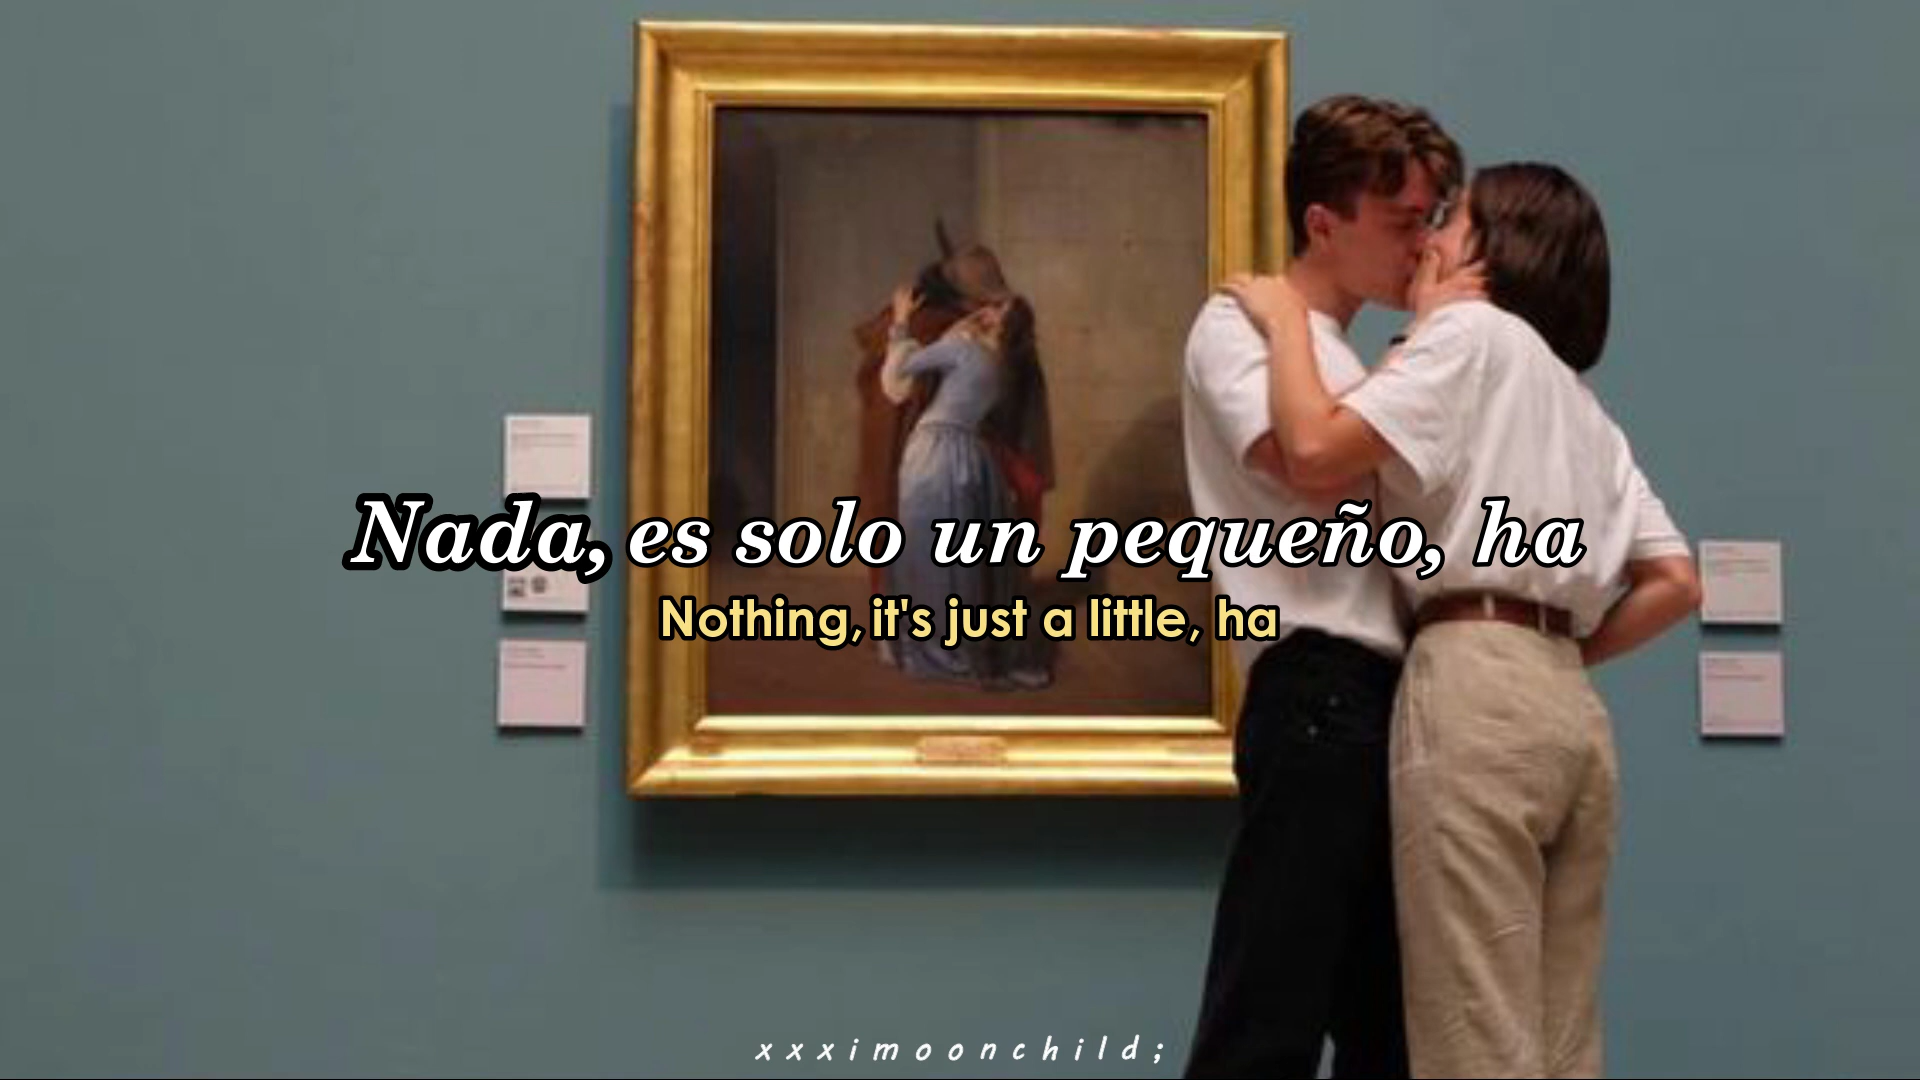 Nada, es solo un pequeño, ha
Nothing, it's just a little, ha
xxximoonchild;